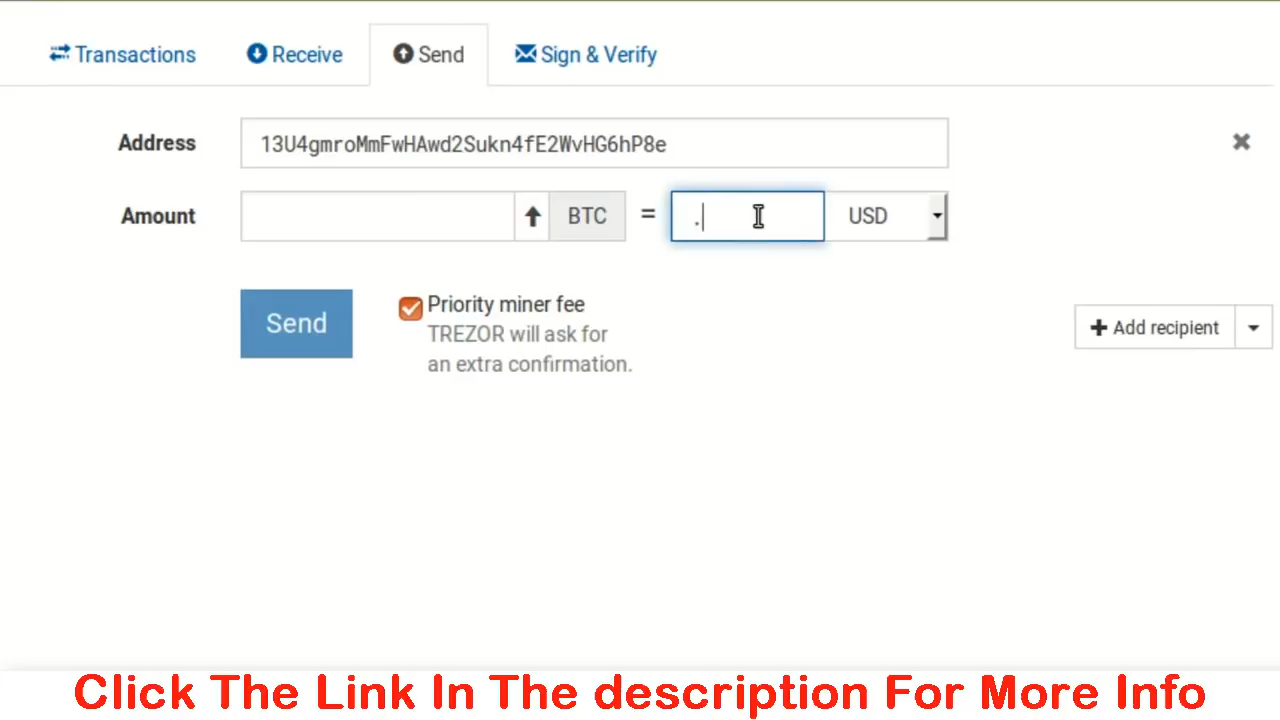 Transactions Receive Send Sign & Verify
Address 13U4gmroMmFwHAwd2Sukn4fE2WvHG6hP8e
Amount BTC = . USD
Send Priority miner fee
TREZOR will ask for
an extra confirmation.
Add recipient
Click The Link In The description For More Info